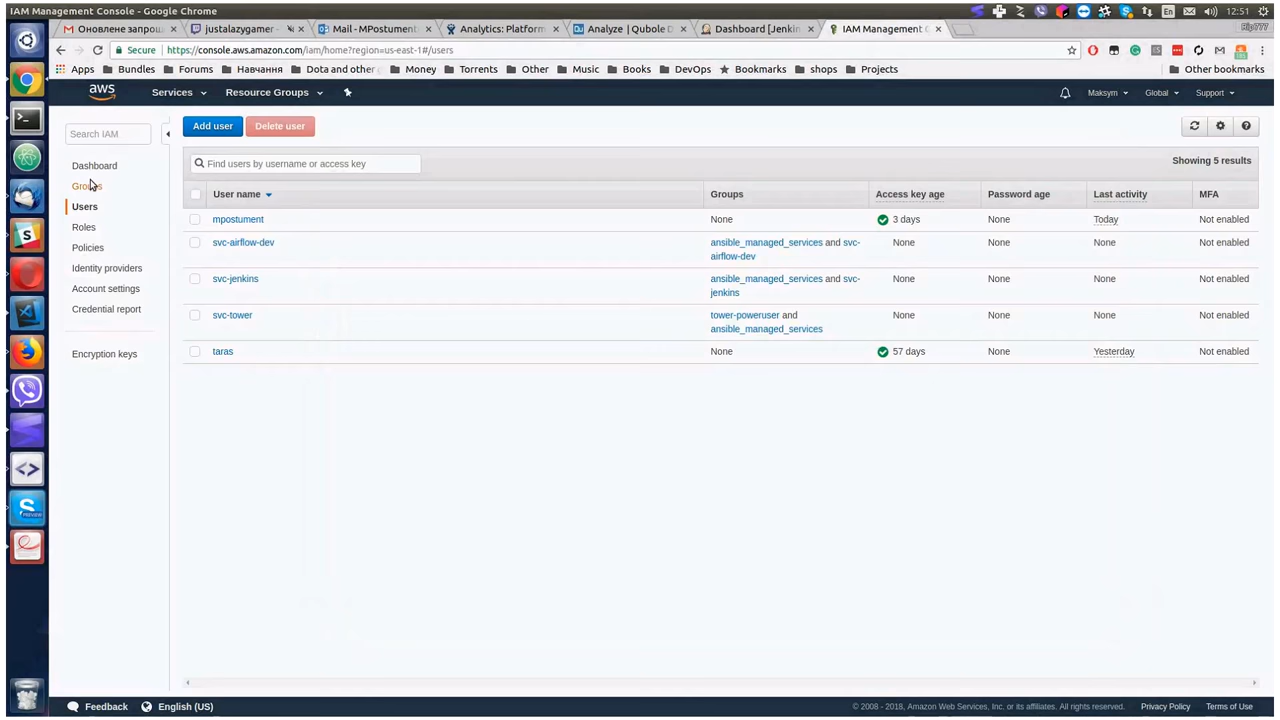 IAM Management Console - Google Chrome
En
12:51
Оновлене запрош
justalazygamer -
Mail - MPostument
Analytics: Platform
Analyze | Qubole D
Dashboard [Jenkin
IAM Management C
Rip777
Secure
https://console.aws.amazon.com/iam/home?region=us-east-1#/users
Apps
Bundles
Forums
Навчання
Dota and other g
Money
Torrents
Other
Music
Books
DevOps
Bookmarks
shops
Projects
Other bookmarks
aws
Services
Resource Groups
Maksym
Global
Support
Search IAM
Dashboard
Groups
Users
Roles
Policies
Identity providers
Account settings
Credential report
Encryption keys
Add user
Delete user
Find users by username or access key
Showing 5 results
User name Groups Access key age Password age Last activity MFA
mpostument None 3 days None Today Not enabled
svc-airflow-dev ansible_managed_services and svc- None None None Not enabled
airflow-dev
svc-jenkins ansible_managed_services and svc- None None None Not enabled
jenkins
svc-tower tower-poweruser and None None None Not enabled
ansible_managed_services
taras None 57 days None Yesterday Not enabled
Feedback
English (US)
© 2008 - 2018, Amazon Web Services, Inc. or its affiliates. All rights reserved.
Privacy Policy
Terms of Use